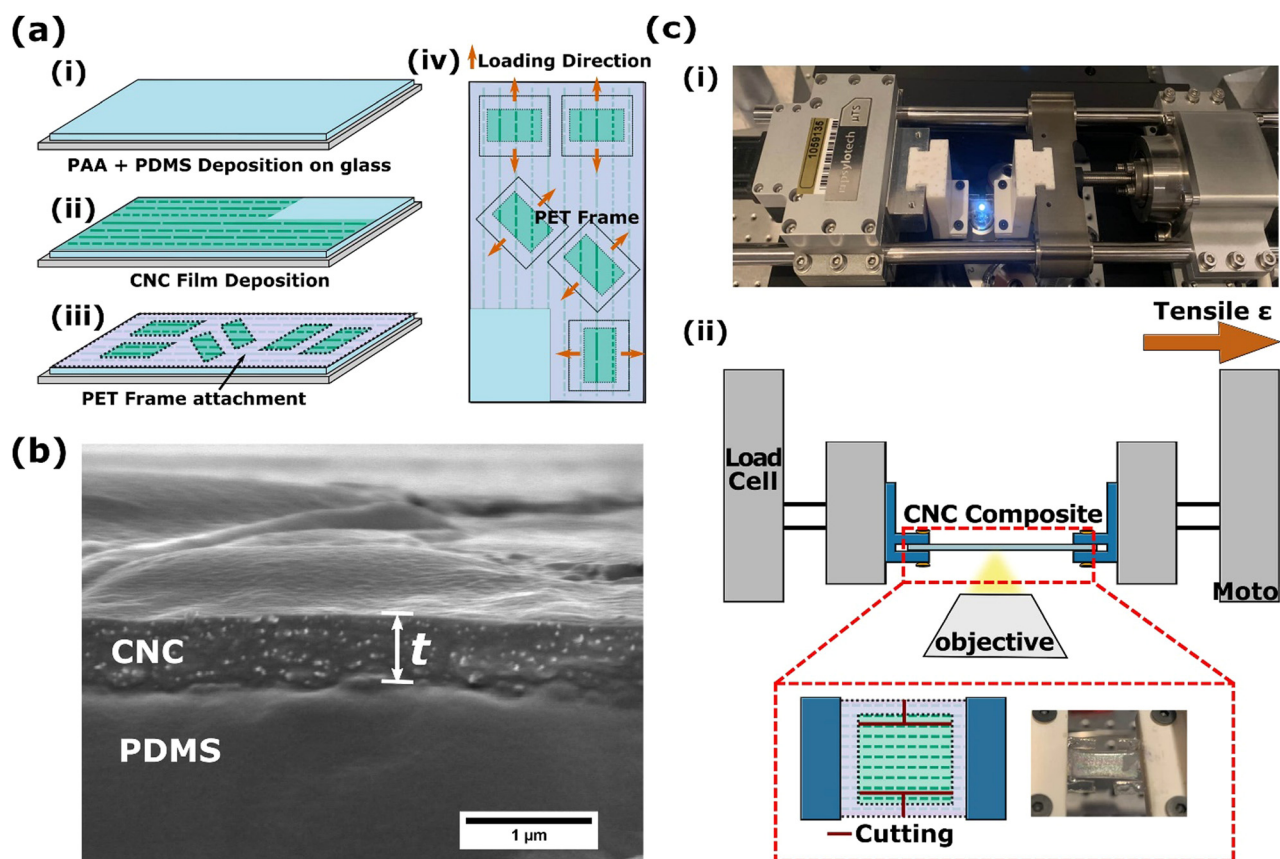 (a)
(i)
PAA + PDMS Deposition on glass
(ii)
CNC Film Deposition
(iii)
PET Frame attachment
(iv)
Loading Direction
PET Frame
(b)
CNC
t
PDMS
1 μm
(c)
(i)
1059135
psylotech
μTS
(ii)
Tensile ε
Load
Cell
CNC Composite
Moto
objective
Cutting